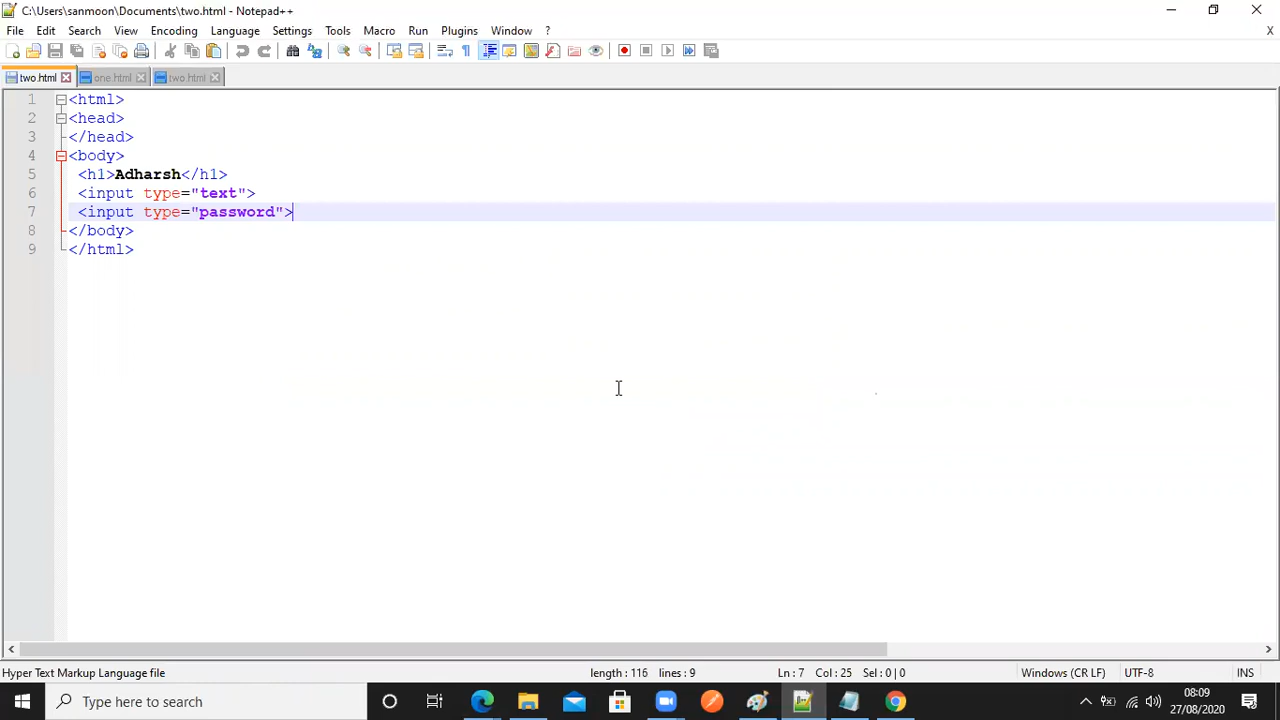 C:\Users\sanmoon\Documents\two.html - Notepad++
File Edit Search View Encoding Language Settings Tools Macro Run Plugins Window ? X
two.html one.html two.html
1 <html>
2 <head>
3 </head>
4 <body>
5 <h1>Adharsh</h1>
6 <input type="text">
7 <input type="password">
8 </body>
9 </html>
Hyper Text Markup Language file length : 116 lines : 9 Ln : 7 Col : 25 Sel : 0 | 0 Windows (CR LF) UTF-8 INS
Type here to search
08:09
27/08/2020